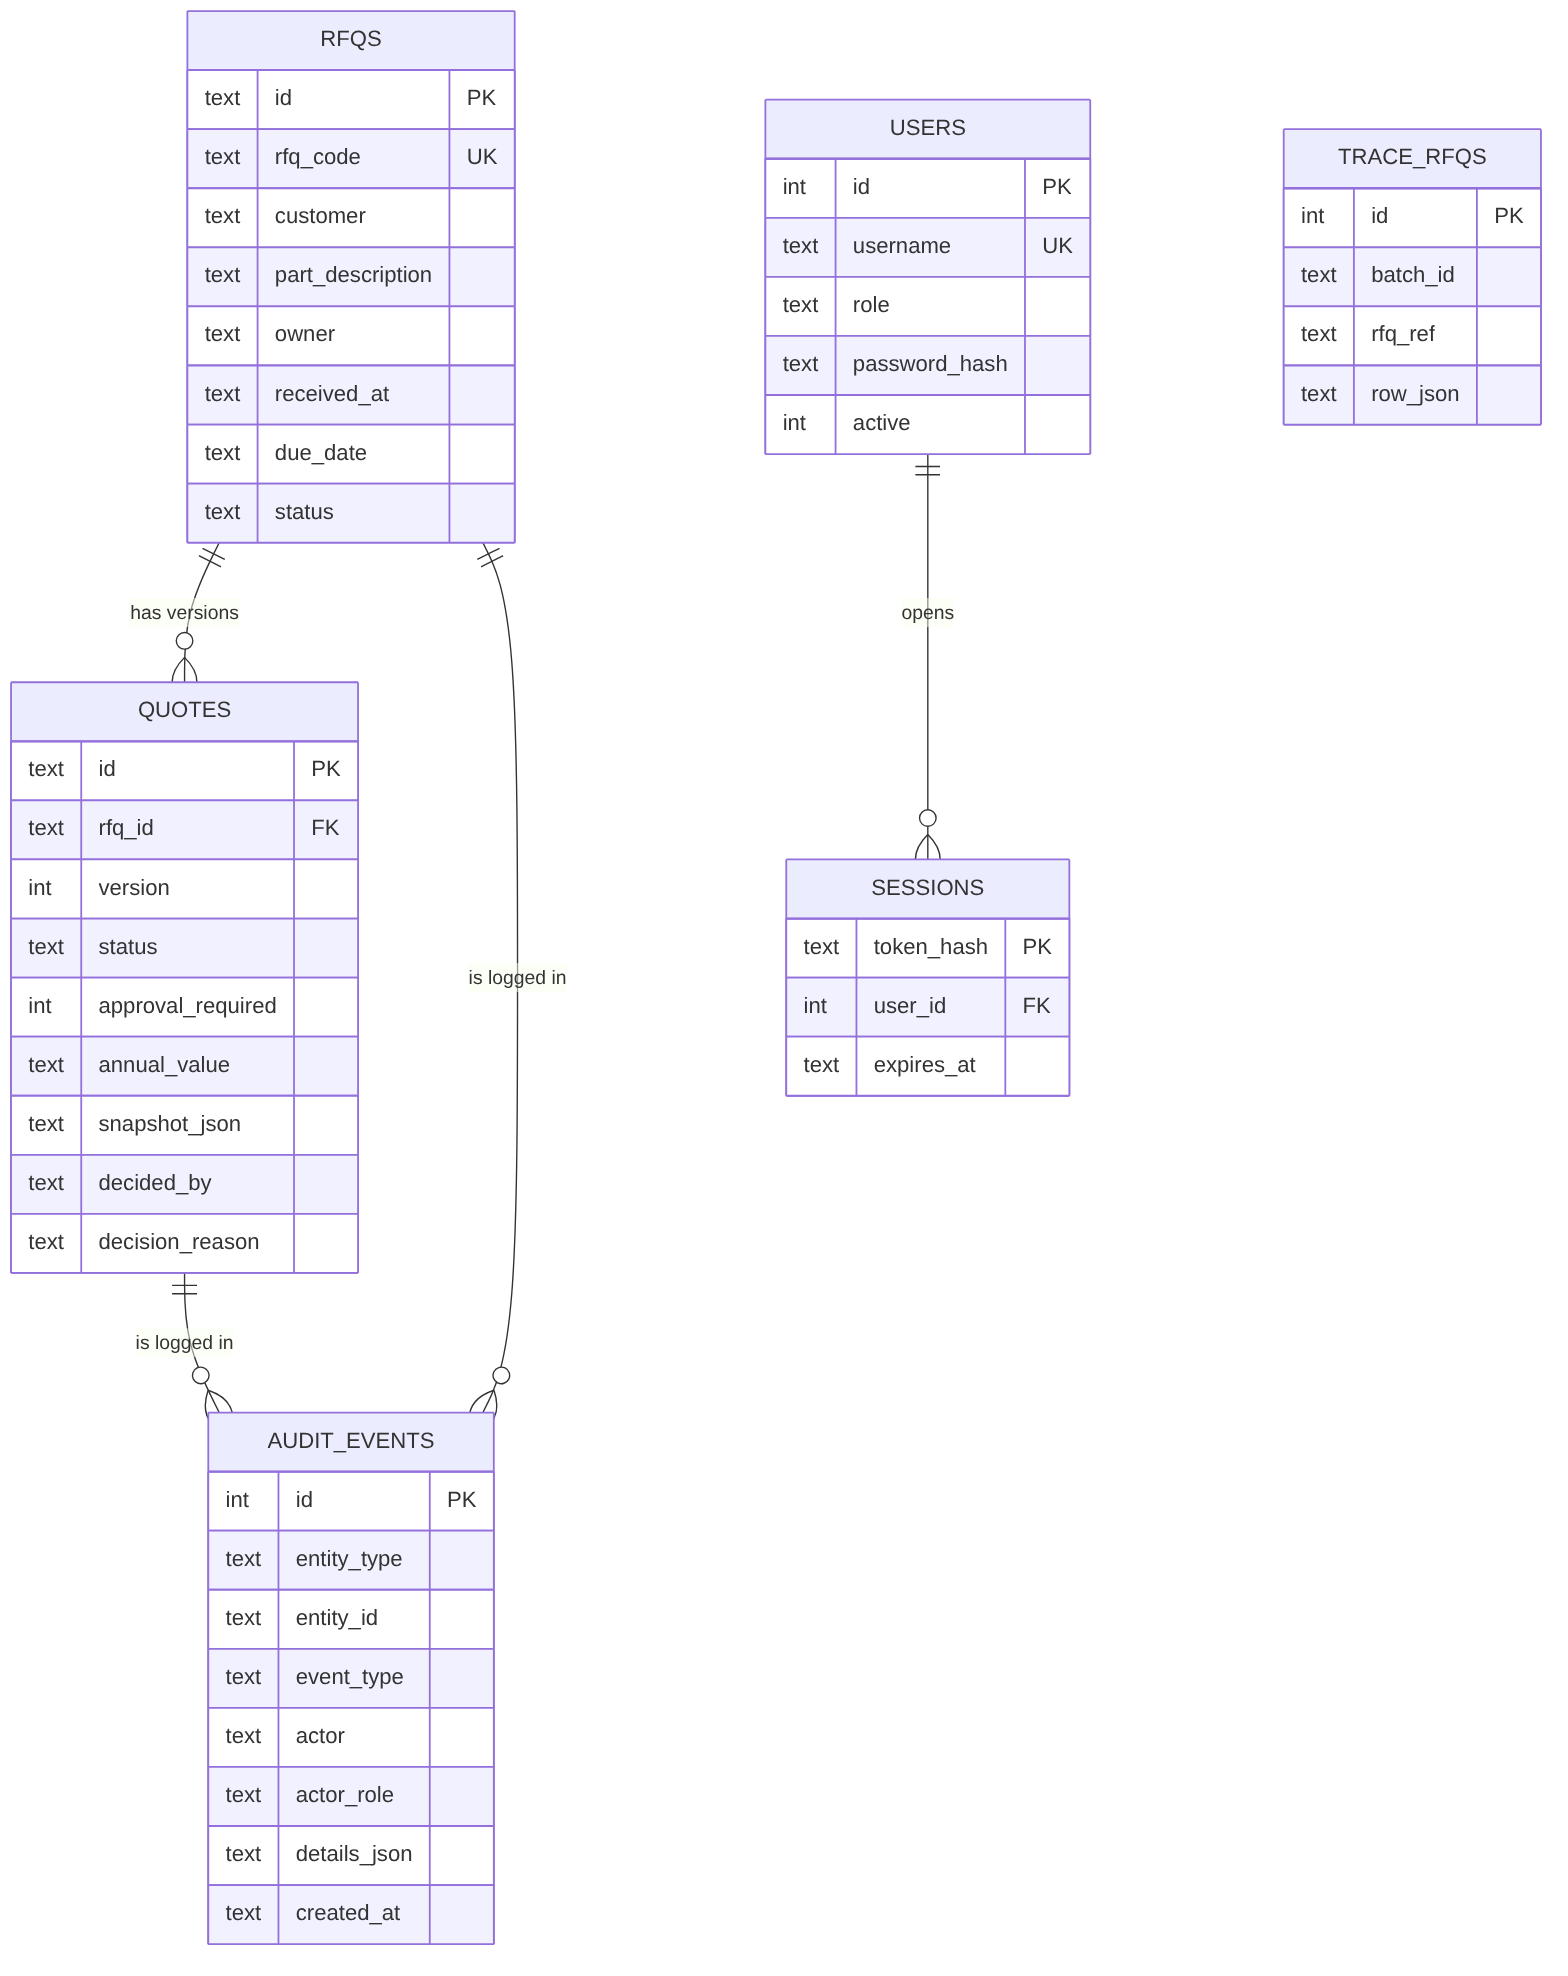 RFQS
text id PK
text rfq_code UK
text customer
text part_description
text owner
text received_at
text due_date
text status
USERS
int id PK
text username UK
text role
text password_hash
int active
TRACE_RFQS
int id PK
text batch_id
text rfq_ref
text row_json
has versions
opens
is logged in
QUOTES
text id PK
text rfq_id FK
int version
text status
int approval_required
text annual_value
text snapshot_json
text decided_by
text decision_reason
SESSIONS
text token_hash PK
int user_id FK
text expires_at
is logged in
AUDIT_EVENTS
int id PK
text entity_type
text entity_id
text event_type
text actor
text actor_role
text details_json
text created_at